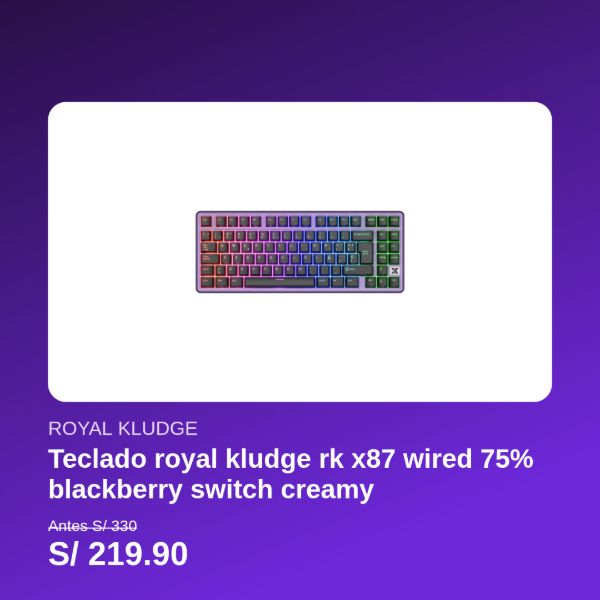 ROYAL KLUDGE
Teclado royal kludge rk x87 wired 75%
blackberry switch creamy
Antes S/ 330
S/ 219.90